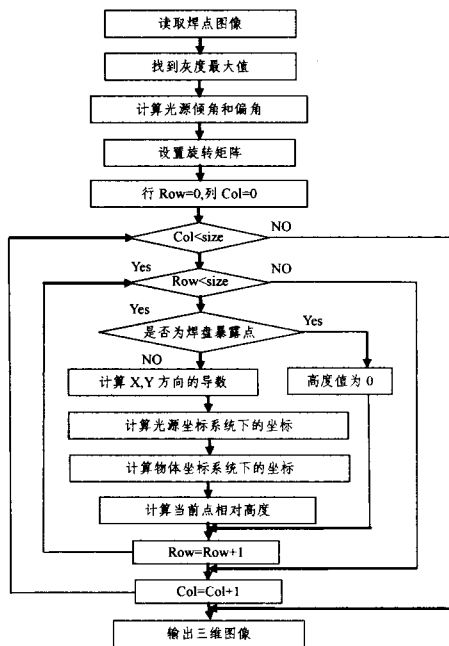 读取焊点图像
找到灰度最大值
计算光源倾角和偏角
设置旋转矩阵
行 Row=0,列 Col=0
Col<size
NO
Yes
Row<size
NO
Yes
是否为焊盘暴露点
Yes
NO
计算 X,Y 方向的导数
高度值为 0
计算光源坐标系统下的坐标
计算物体坐标系统下的坐标
计算当前点相对高度
Row=Row+1
Col=Col+1
输出三维图像